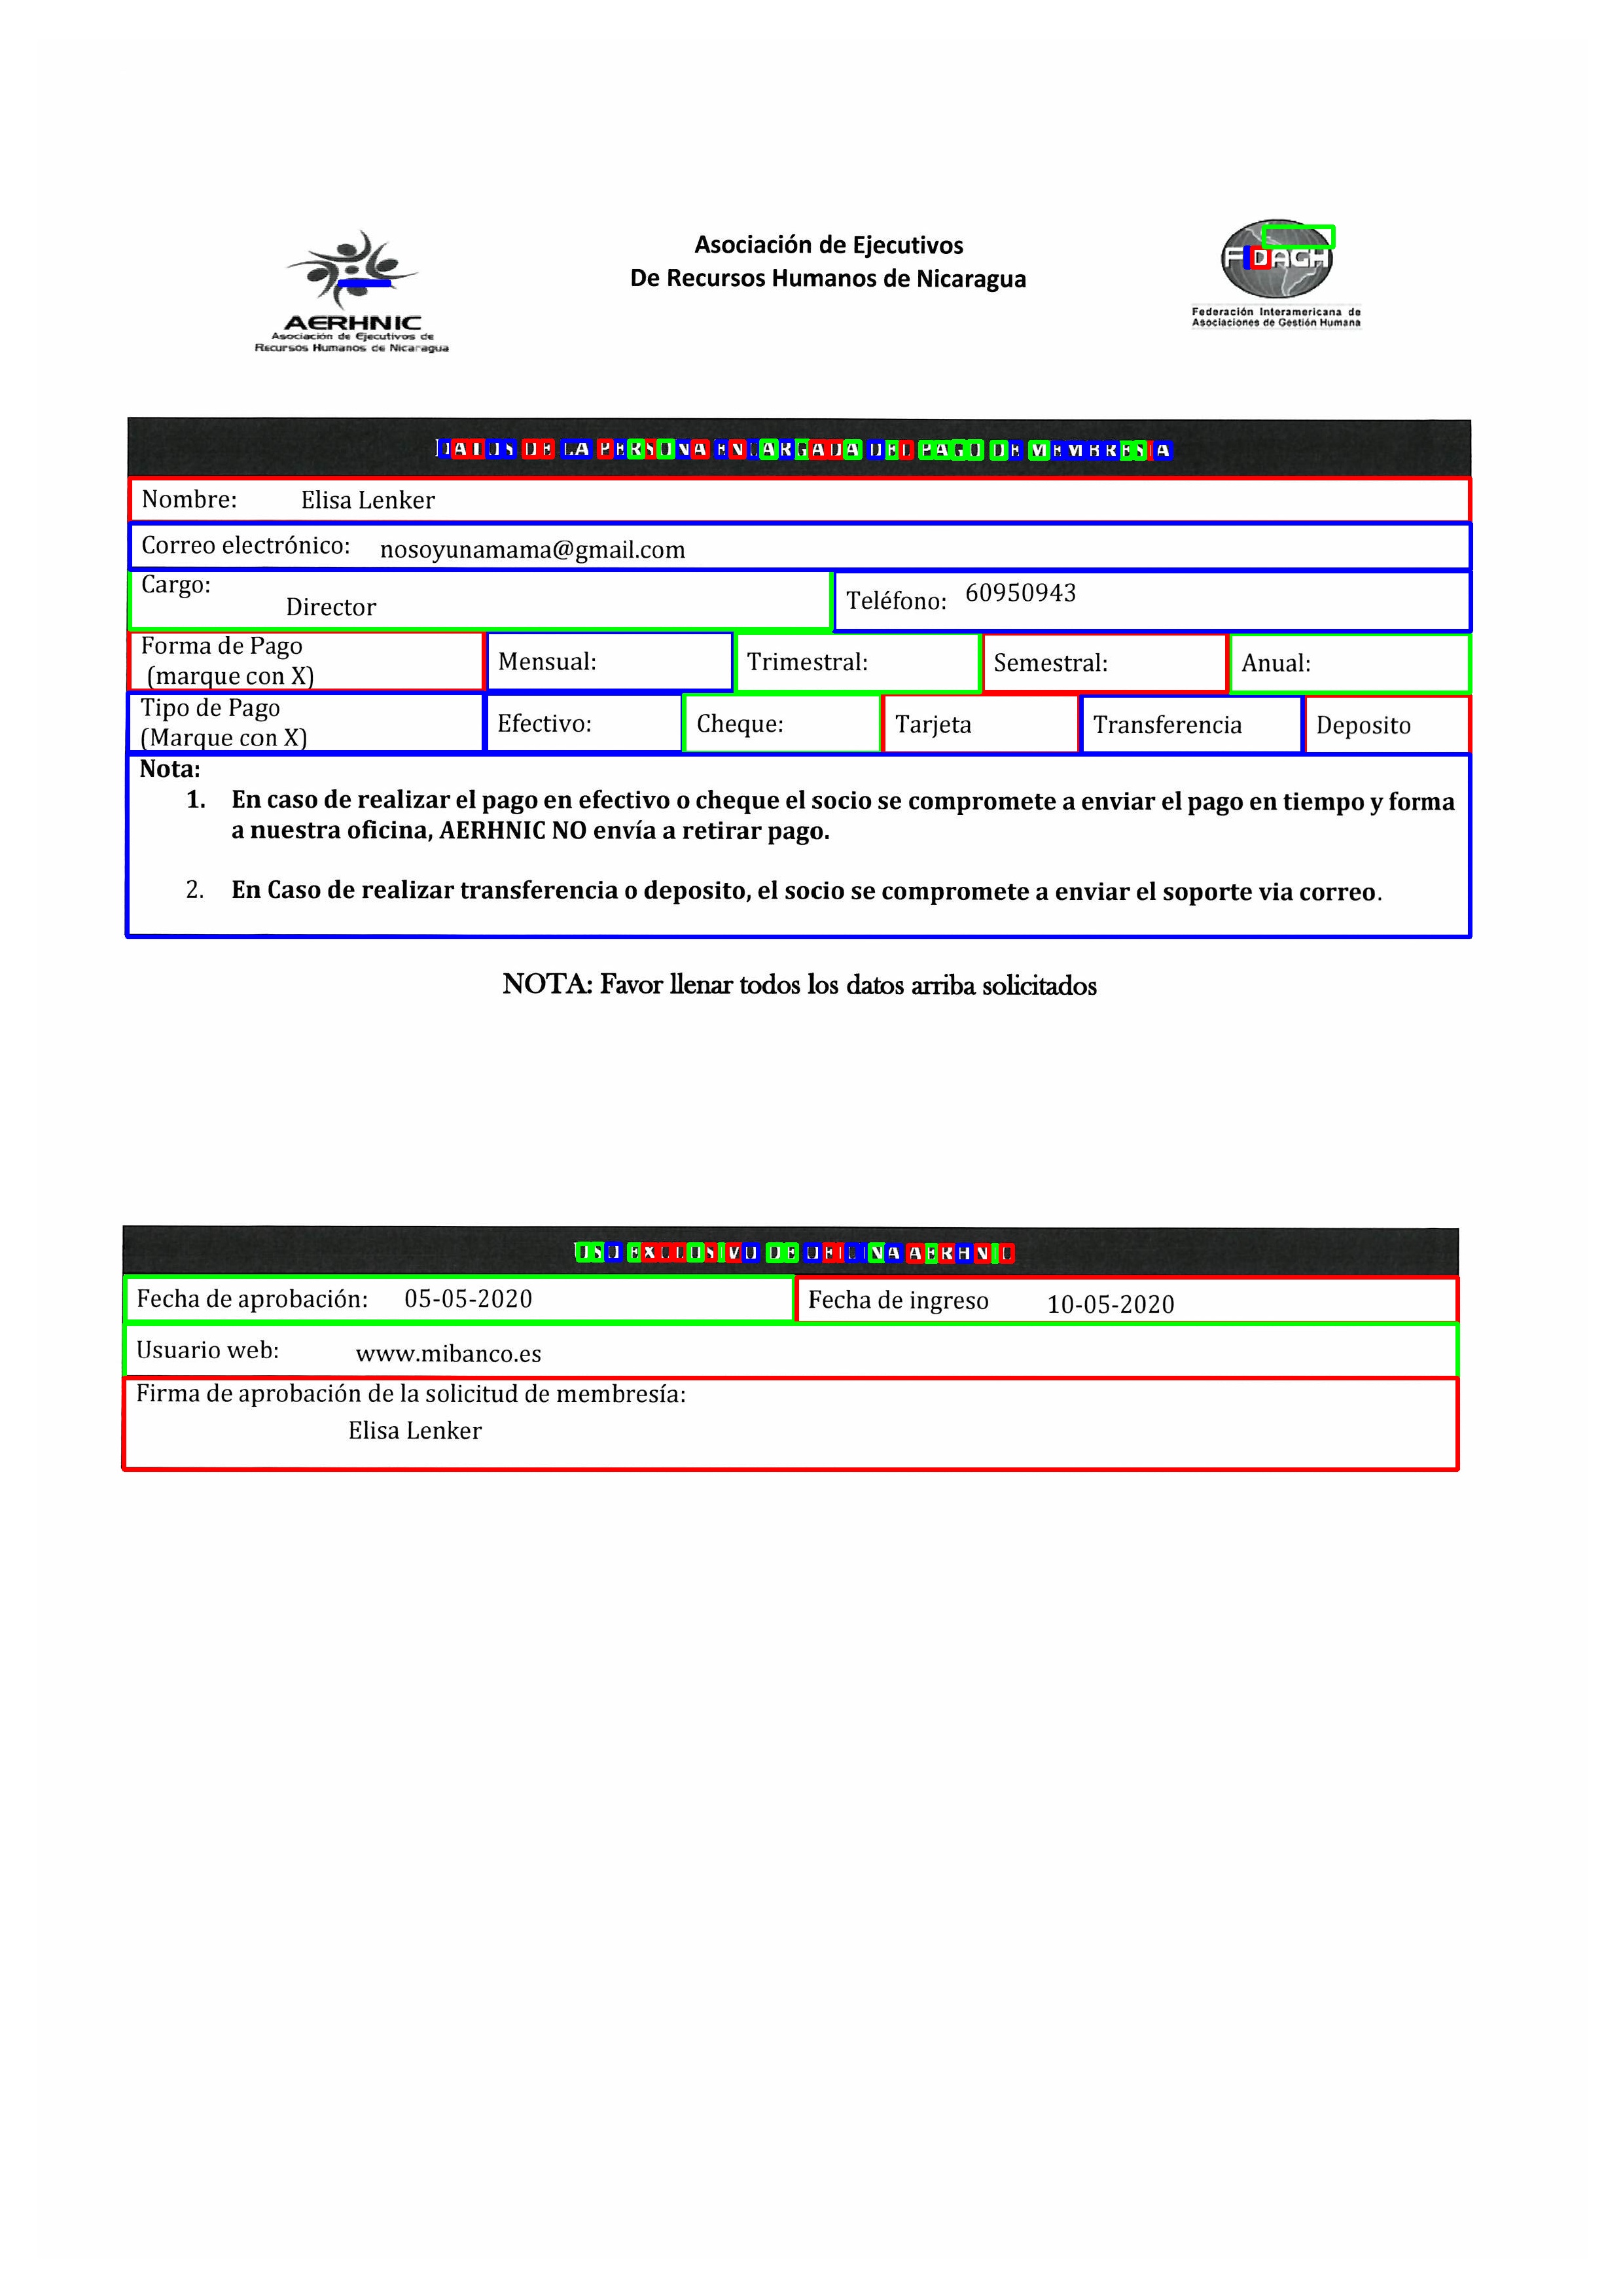 Asociación de Ejecutivos
De Recursos Humanos de Nicaragua
AERHNIC
Asociación de Ejecutivos de
Recursos Humanos de Nicaragua
FIDAGH
Federación Interamericana de
Asociaciones de Gestión Humana
DATOS DE LA PERSONA ENCARGADA DEL PAGO DE MEMBRESIA
Nombre: Elisa Lenker
Correo electrónico: nosoyunamama@gmail.com
Cargo: Director
Teléfono: 60950943
Forma de Pago
(marque con X)
Mensual: Trimestral: Semestral: Anual:
Tipo de Pago
(Marque con X)
Efectivo: Cheque: Tarjeta Transferencia Deposito
Nota:
1. En caso de realizar el pago en efectivo o cheque el socio se compromete a enviar el pago en tiempo y forma
a nuestra oficina, AERHNIC NO envía a retirar pago.
2. En Caso de realizar transferencia o deposito, el socio se compromete a enviar el soporte via correo.
NOTA: Favor llenar todos los datos arriba solicitados
USO EXCLUSIVO DE OFICINA AERHNIC
Fecha de aprobación: 05-05-2020 Fecha de ingreso 10-05-2020
Usuario web: www.mibanco.es
Firma de aprobación de la solicitud de membresía:
Elisa Lenker